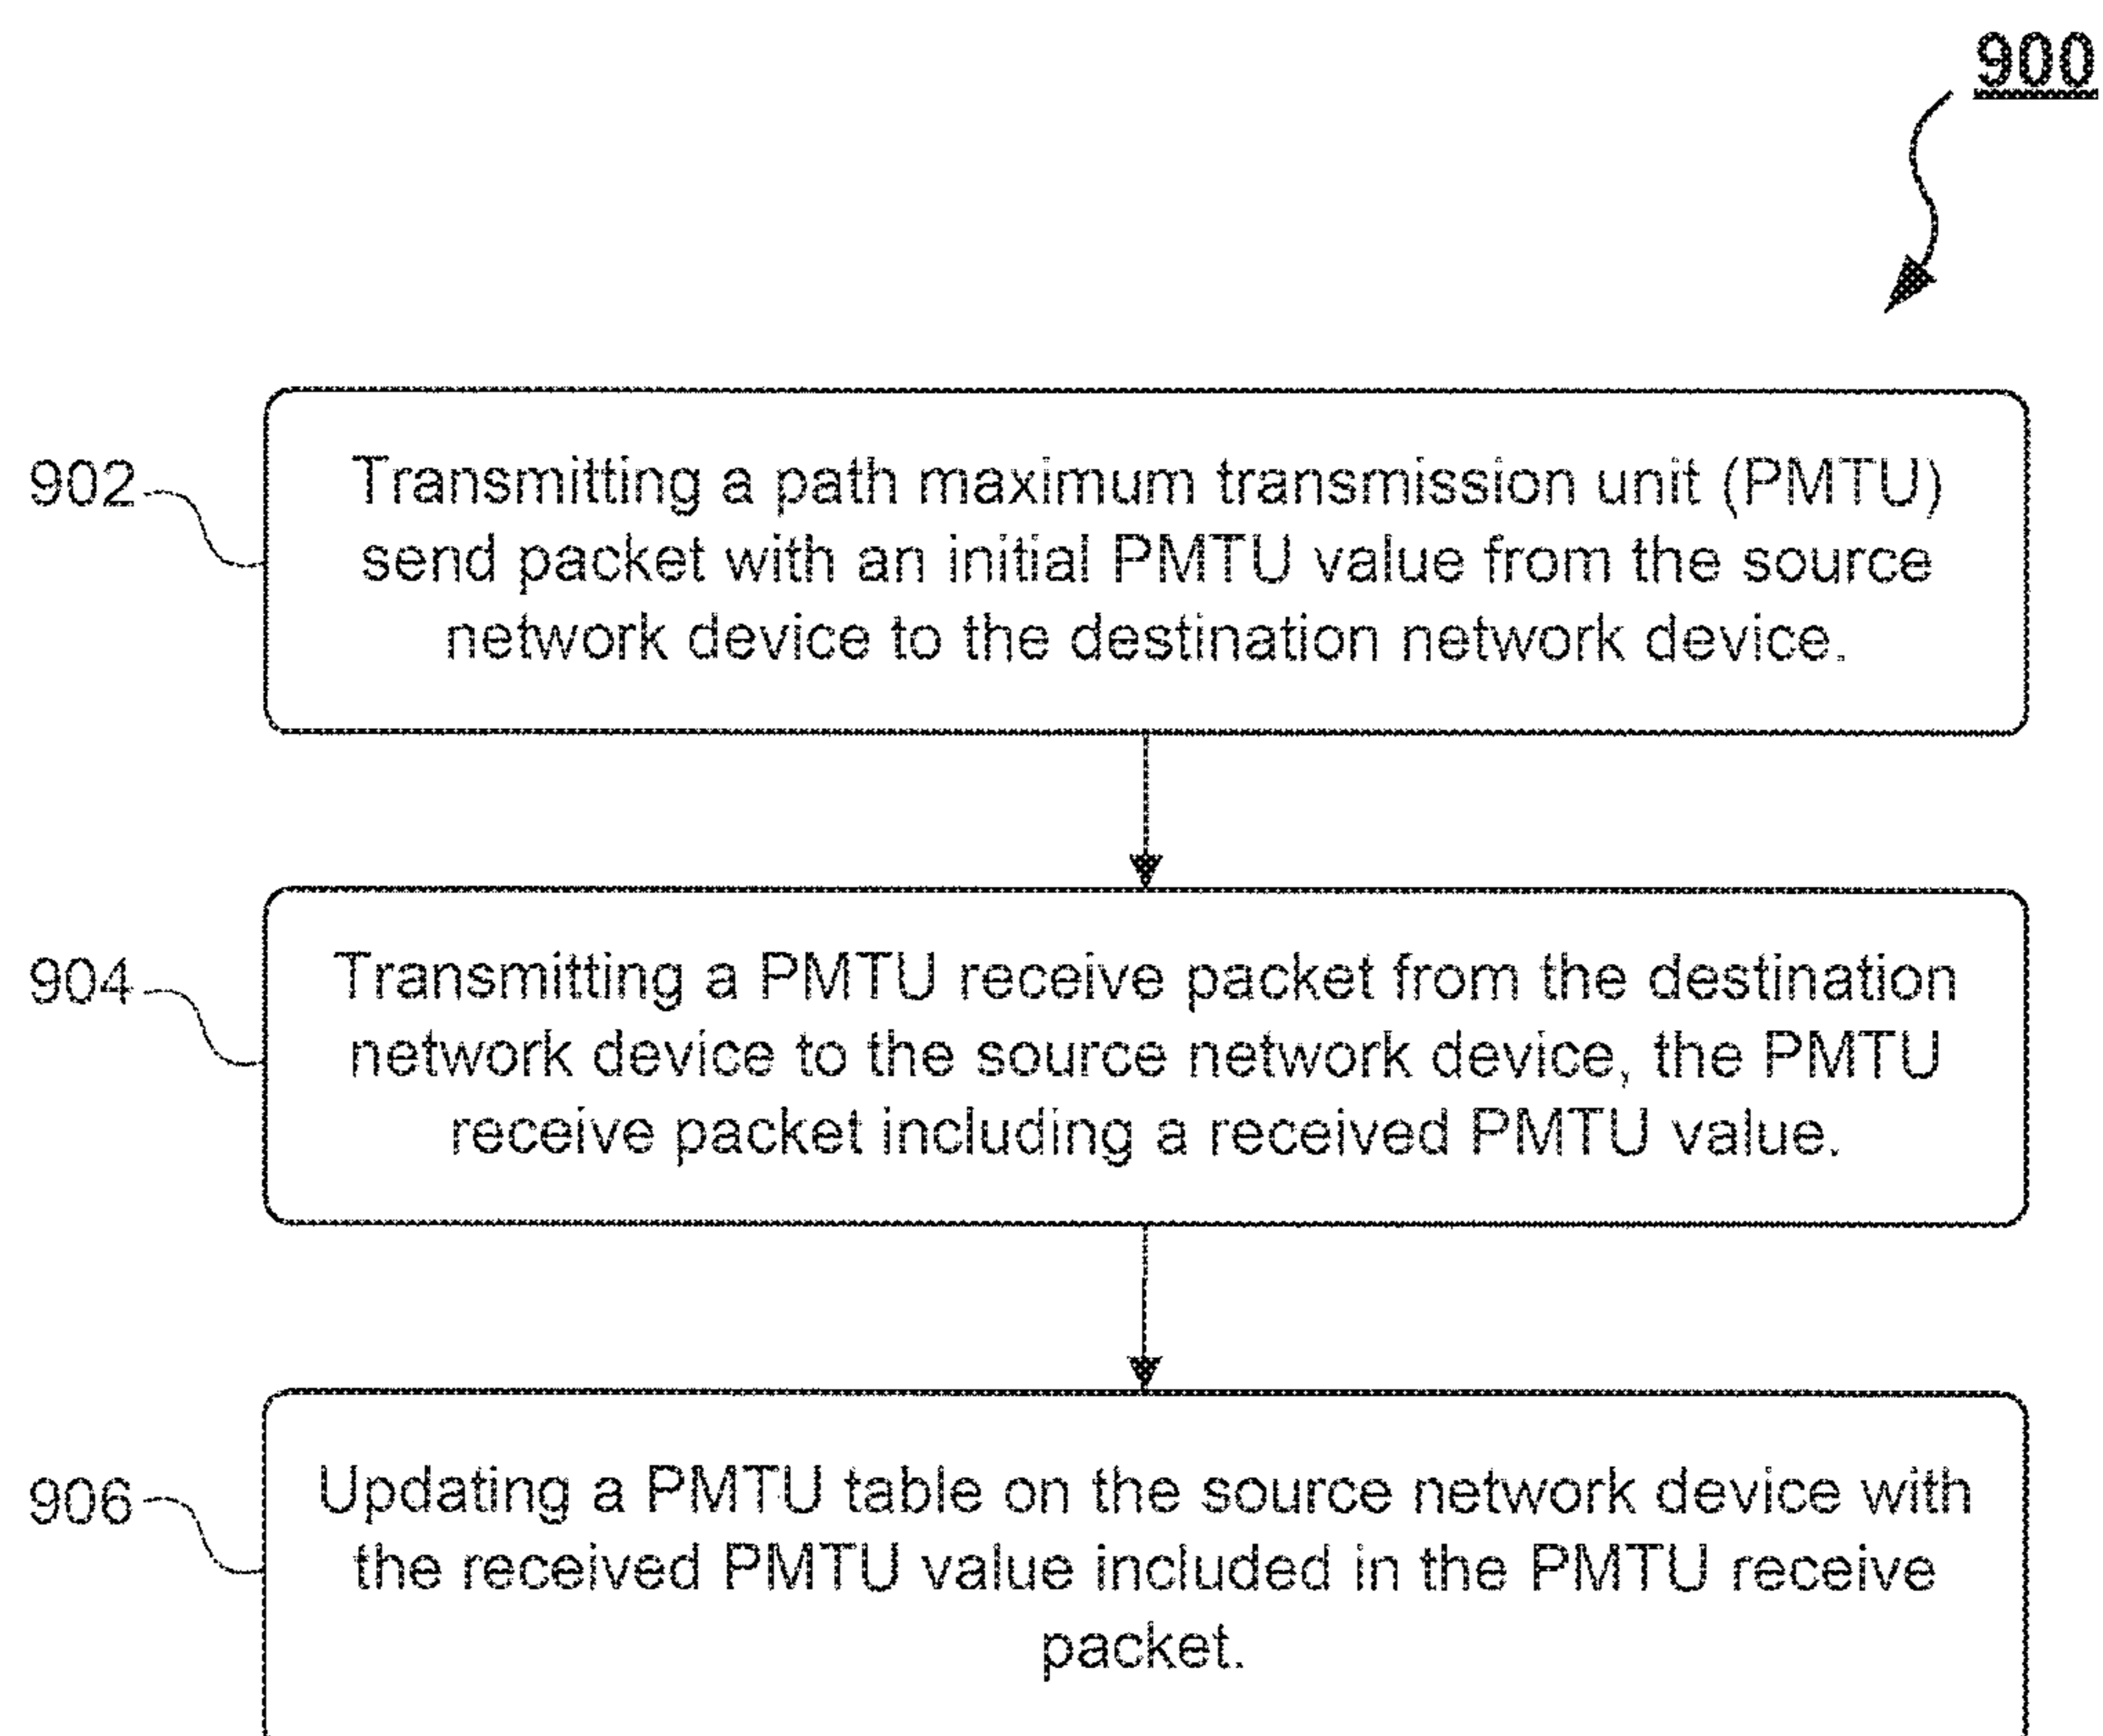 900
902
Transmitting a path maximum transmission unit (PMTU)
send packet with an initial PMTU value from the source
network device to the destination network device.
904
Transmitting a PMTU receive packet from the destination
network device to the source network device, the PMTU
receive packet including a received PMTU value.
906
Updating a PMTU table on the source network device with
the received PMTU value included in the PMTU receive
packet.